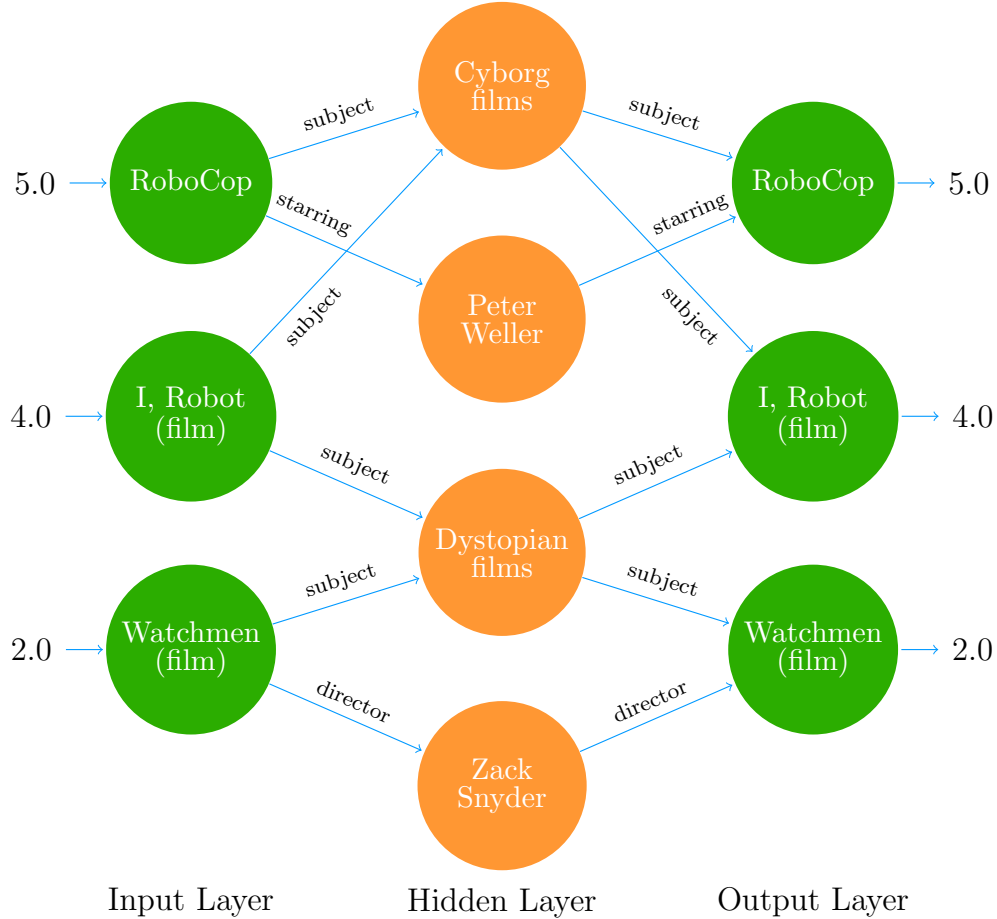 Cyborg
films
subject
subject
5.0
RoboCop
RoboCop
5.0
starring
starring
subject
Peter
Weller
subject
4.0
I, Robot
(film)
I, Robot
(film)
4.0
subject
subject
Dystopian
films
subject
subject
2.0
Watchmen
(film)
Watchmen
(film)
2.0
director
director
Zack
Snyder
Input Layer
Hidden Layer
Output Layer